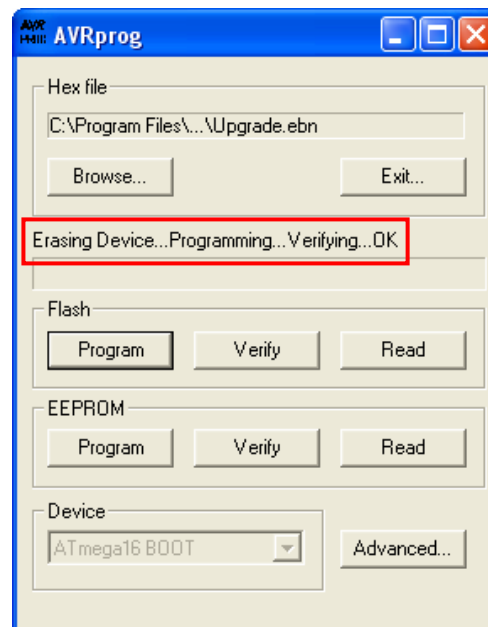 AVRprog
Hex file
C:\Program Files\...\Upgrade.ebn
Browse... Exit...
Erasing Device...Programming...Verifying...OK
Flash
Program Verify Read
EEPROM
Program Verify Read
Device
ATmega16 BOOT Advanced...